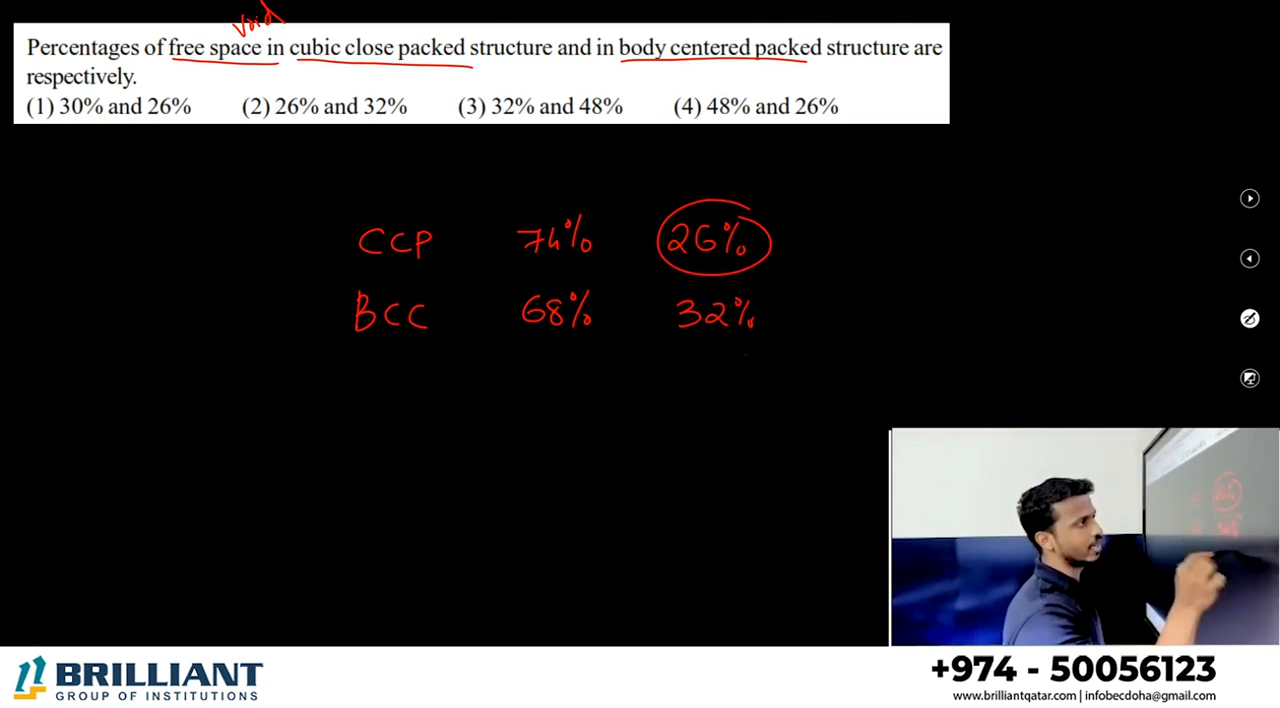 void
Percentages of free space in cubic close packed structure and in body centered packed structure are
respectively.
(1) 30% and 26% (2) 26% and 32% (3) 32% and 48% (4) 48% and 26%
CCP 74% 26%
BCC 68% 32%
BRILLIANT
GROUP OF INSTITUTIONS
+974 - 50056123
www.brilliantqatar.com | infobecdoha@gmail.com